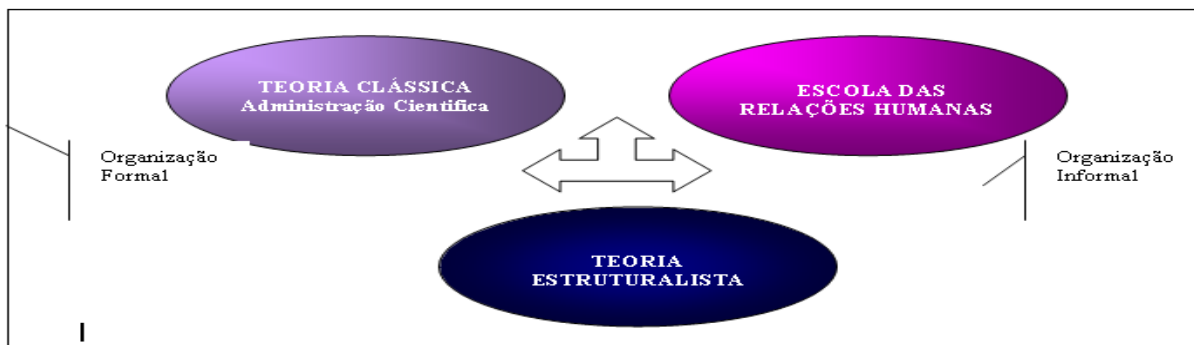 TEORIA CLÁSSICA
Administração Cientifica
ESCOLA DAS
RELAÇÕES HUMANAS
Organização
Formal
Organização
Informal
TEORIA
ESTRUTURALISTA